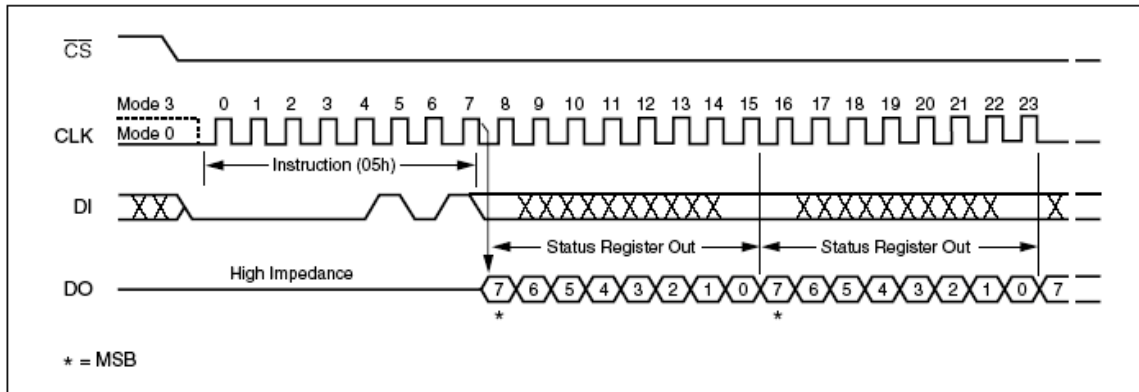 CS
Mode 3 0 1 2 3 4 5 6 7 8 9 10 11 12 13 14 15 16 17 18 19 20 21 22 23
CLK Mode 0
Instruction (05h)
DI
Status Register Out Status Register Out
High Impedance
DO 7 6 5 4 3 2 1 0 7 6 5 4 3 2 1 0 7
* *
* = MSB